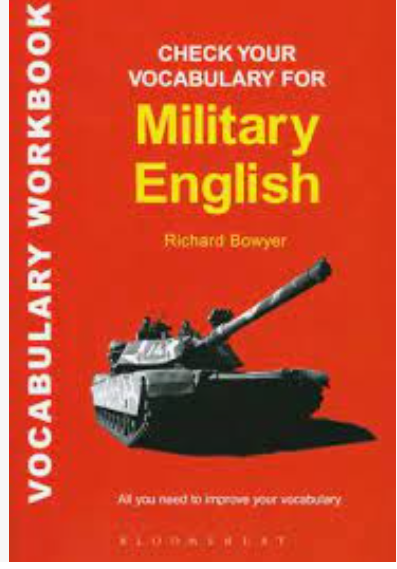 VOCABULARY WORKBOOK
CHECK YOUR
VOCABULARY FOR
Military
English
Richard Bowyer
All you need to improve your vocabulary
BLOOMSBURY